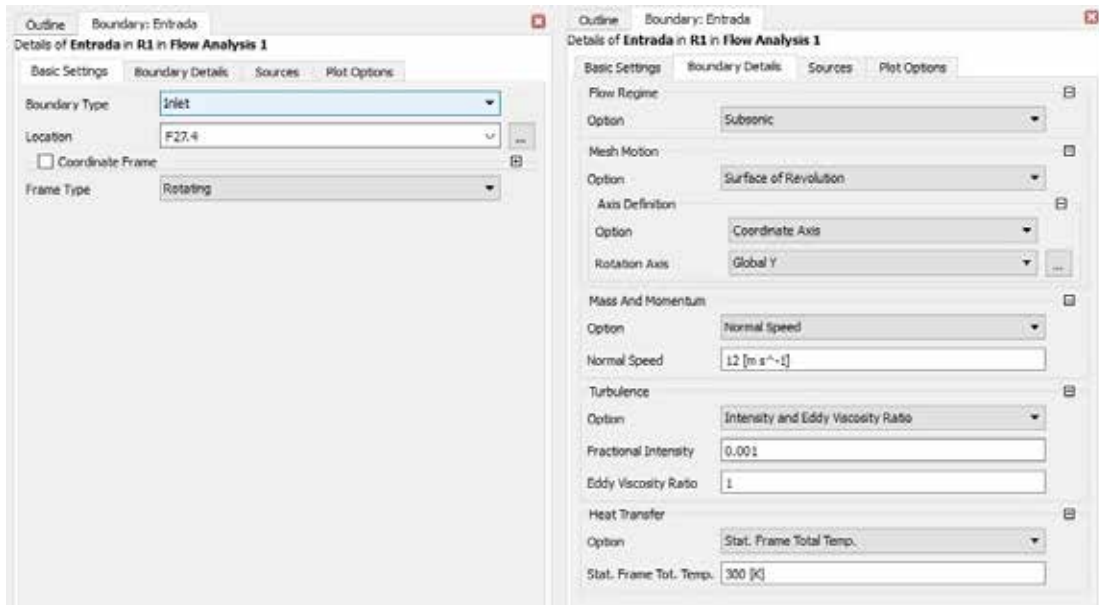 Outline Boundary: Entrada
Details of Entrada in R1 in Flow Analysis 1
Basic Settings Boundary Details Sources Plot Options
Boundary Type Inlet
Location F27.4 ...
Coordinate Frame
Frame Type Rotating
Outline Boundary: Entrada
Details of Entrada in R1 in Flow Analysis 1
Basic Settings Boundary Details Sources Plot Options
Flow Regime
Option Subsonic
Mesh Motion
Option Surface of Revolution
Axis Definition
Option Coordinate Axis
Rotation Axis Global Y ...
Mass And Momentum
Option Normal Speed
Normal Speed 12 [m s^-1]
Turbulence
Option Intensity and Eddy Viscosity Ratio
Fractional Intensity 0.001
Eddy Viscosity Ratio 1
Heat Transfer
Option Stat. Frame Total Temp.
Stat. Frame Tot. Temp. 300 [K]